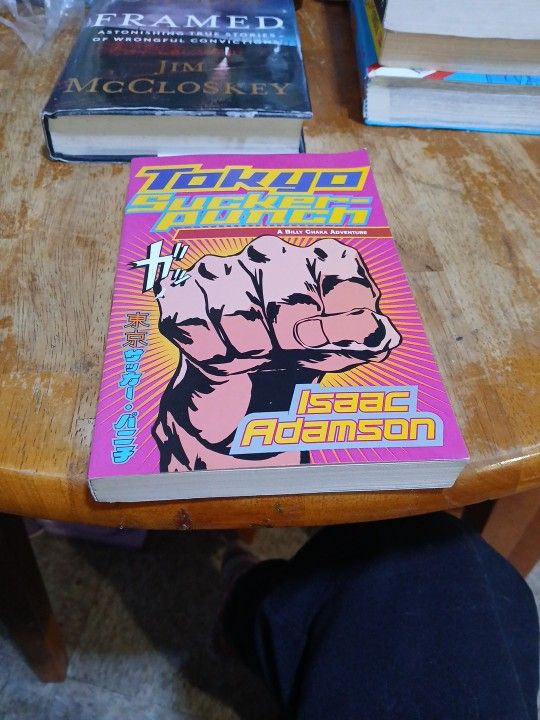 FRAMED
ASTONISHING TRUE STORIES
OF WRONGFUL CONVICTIONS
JIM
MCCLOSKEY
Tokyo
Sucker-
punch
A BILLY CHAKA ADVENTURE
ガッ
東京サッカー・パンチ
Isaac
Adamson